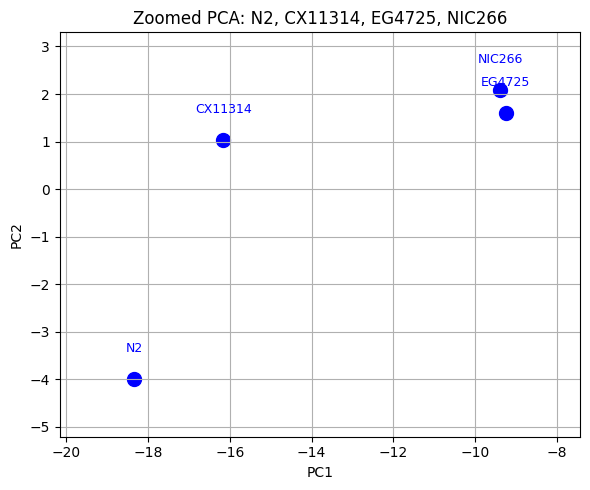 Zoomed PCA: N2, CX11314, EG4725, NIC266
3
2
1
0
−1
−2
−3
−4
−5
PC2
NIC266
EG4725
CX11314
N2
−20 −18 −16 −14 −12 −10 −8
PC1